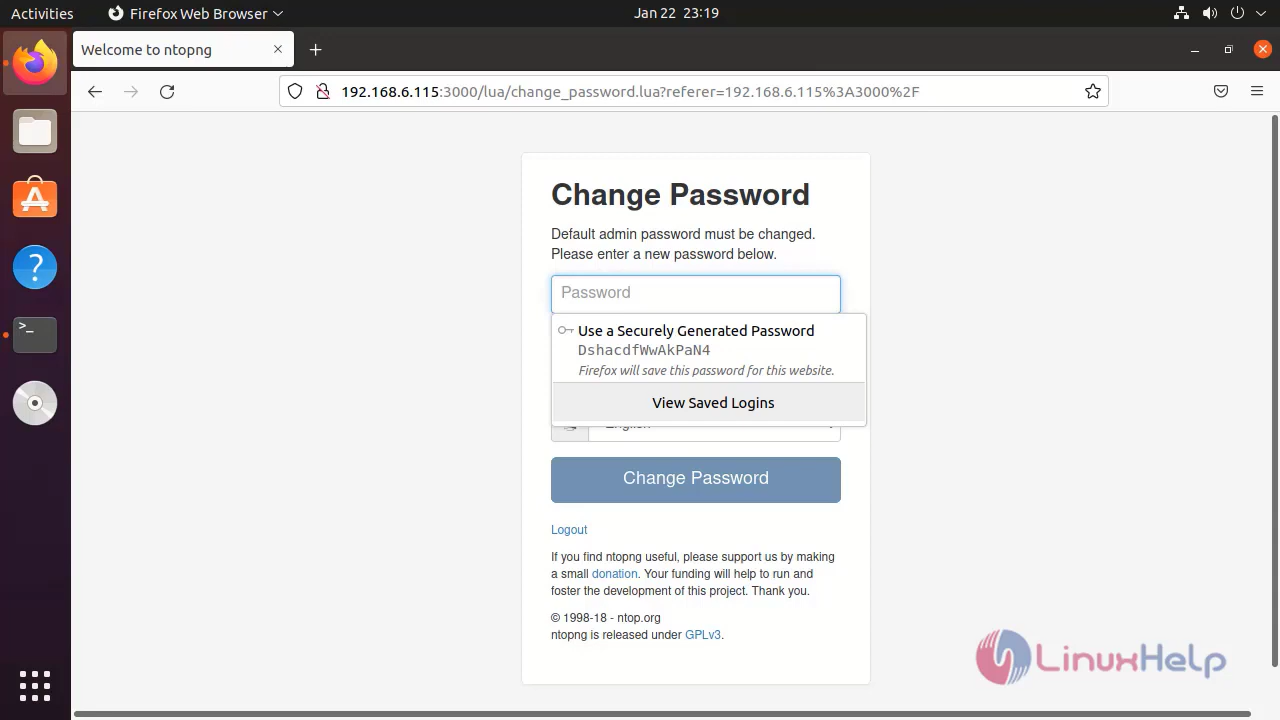 Activities
Firefox Web Browser
Jan 22 23:19
Welcome to ntopng
192.168.6.115:3000/lua/change_password.lua?referer=192.168.6.115%3A3000%2F
Change Password
Default admin password must be changed.
Please enter a new password below.
Password
Use a Securely Generated Password
DshacdfWwAkPaN4
Firefox will save this password for this website.
View Saved Logins
English
Change Password
Logout
If you find ntopng useful, please support us by making
a small donation. Your funding will help to run and
foster the development of this project. Thank you.
© 1998-18 - ntop.org
ntopng is released under GPLv3.
LinuxHelp